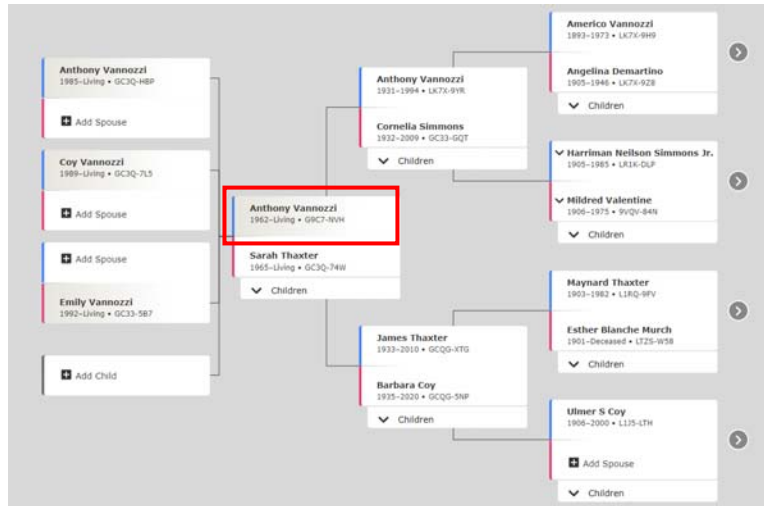 Anthony Vannozzi
1985–Living • GC3Q-HBP
Add Spouse
Coy Vannozzi
1989–Living • GC3Q-7L5
Add Spouse
Add Spouse
Emily Vannozzi
1992–Living • GC33-5B7
Add Child
Anthony Vannozzi
1962–Living • G9C7-NVH
Sarah Thaxter
1965–Living • GC3Q-74W
Children
Anthony Vannozzi
1931–1994 • LK7X-9YR
Cornelia Simmons
1932–2009 • GC33-GQT
Children
James Thaxter
1933–2010 • GCQG-XTG
Barbara Coy
1935–2020 • GCQG-5NP
Children
Americo Vannozzi
1893–1973 • LK7X-9H9
Angelina Demartino
1905–1946 • LK7X-9Z8
Children
Harriman Neilson Simmons Jr.
1905–1985 • LR1K-DLP
Mildred Valentine
1906–1975 • 9VQV-84N
Children
Maynard Thaxter
1903–1982 • L1RQ-9FV
Esther Blanche Murch
1901–Deceased • LTZS-W58
Children
Ulmer S Coy
1906–2000 • L1J5-LTH
Add Spouse
Children